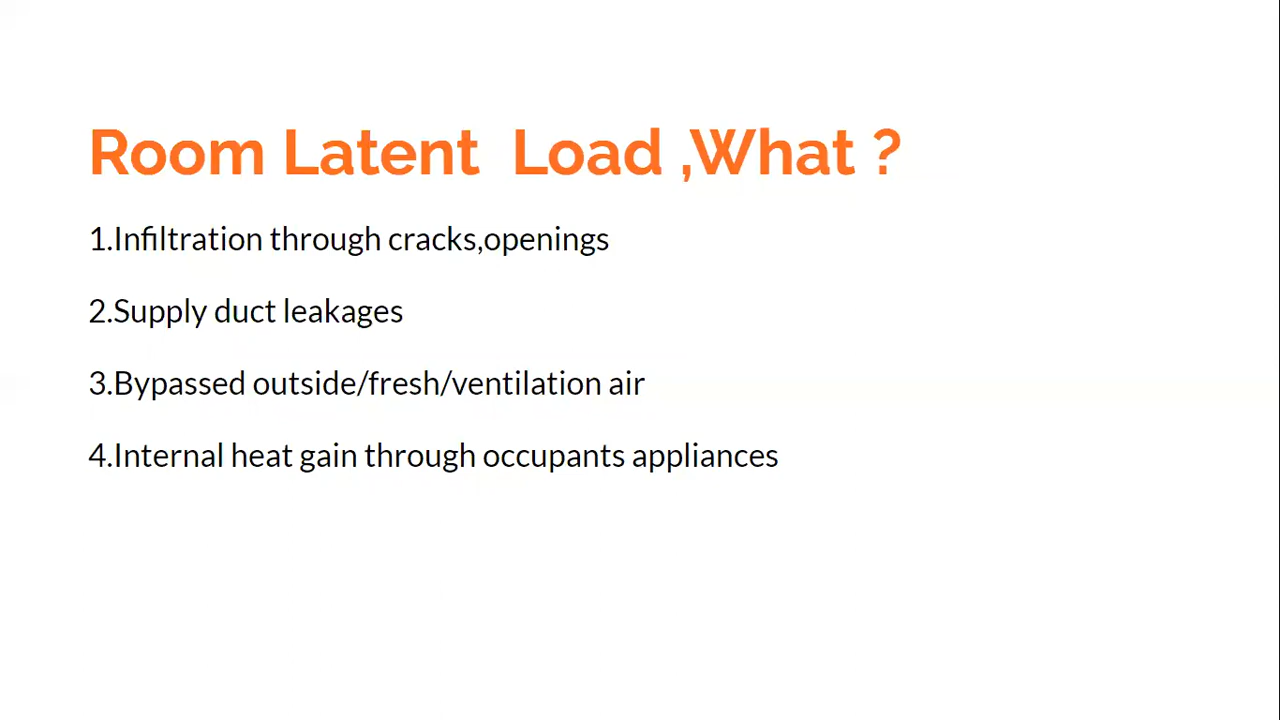 Room Latent  Load ,What ?
1.Infiltration through cracks,openings
2.Supply duct leakages
3.Bypassed outside/fresh/ventilation air
4.Internal heat gain through occupants appliances